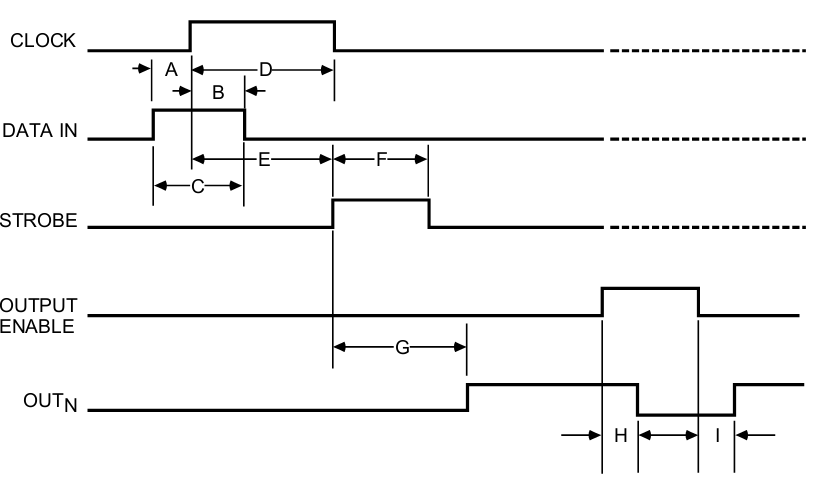 CLOCK
A
D
B
DATA IN
E
F
C
STROBE
OUTPUT
ENABLE
G
OUTN
H
I